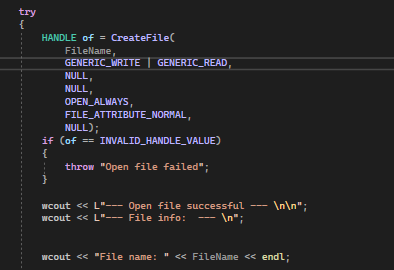 try
{
HANDLE of = CreateFile(
FileName,
GENERIC_WRITE | GENERIC_READ,
NULL,
NULL,
OPEN_ALWAYS,
FILE_ATTRIBUTE_NORMAL,
NULL);
if (of == INVALID_HANDLE_VALUE)
{
throw "Open file failed";
}
wcout << L"--- Open file successful --- \n\n";
wcout << L"--- File info:  --- \n";
wcout << "File name: " << FileName << endl;